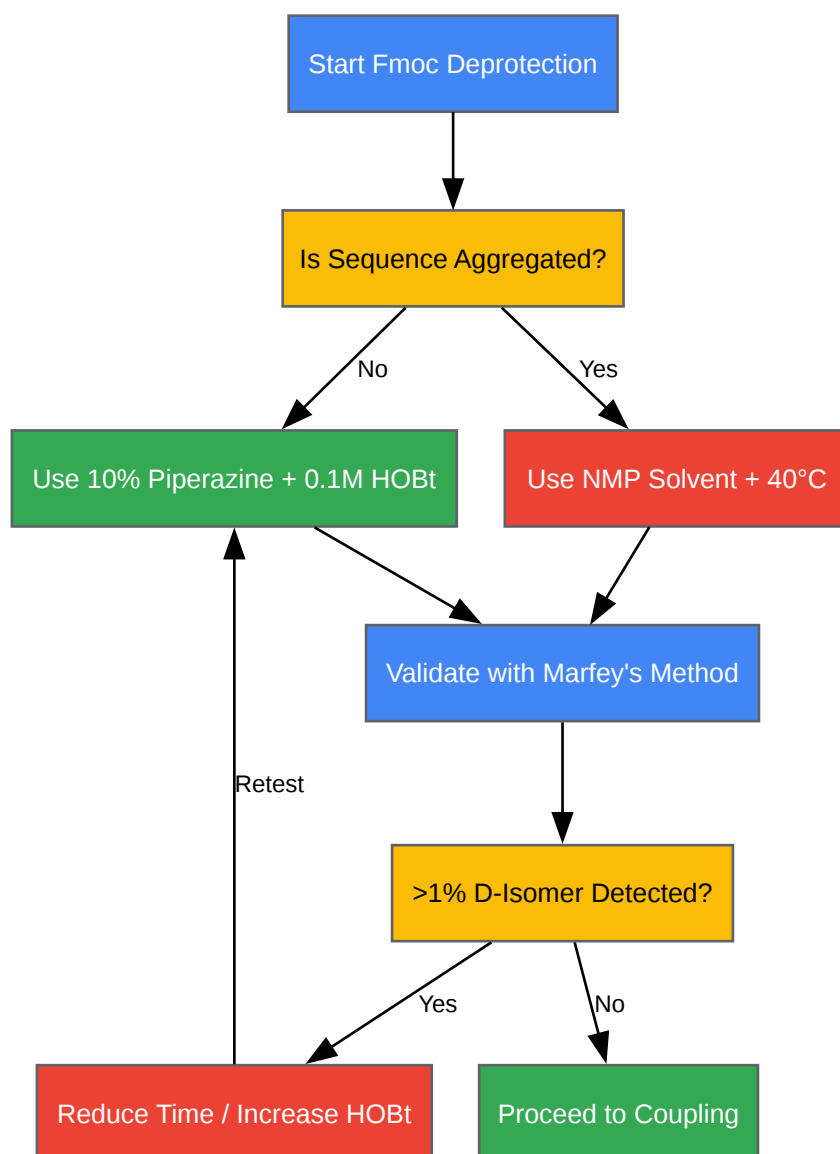 Start Fmoc Deprotection
Is Sequence Aggregated?
No
Yes
Use 10% Piperazine + 0.1M HOBt
Use NMP Solvent + 40°C
Validate with Marfey's Method
Retest
>1% D-Isomer Detected?
Yes
No
Reduce Time / Increase HOBt
Proceed to Coupling